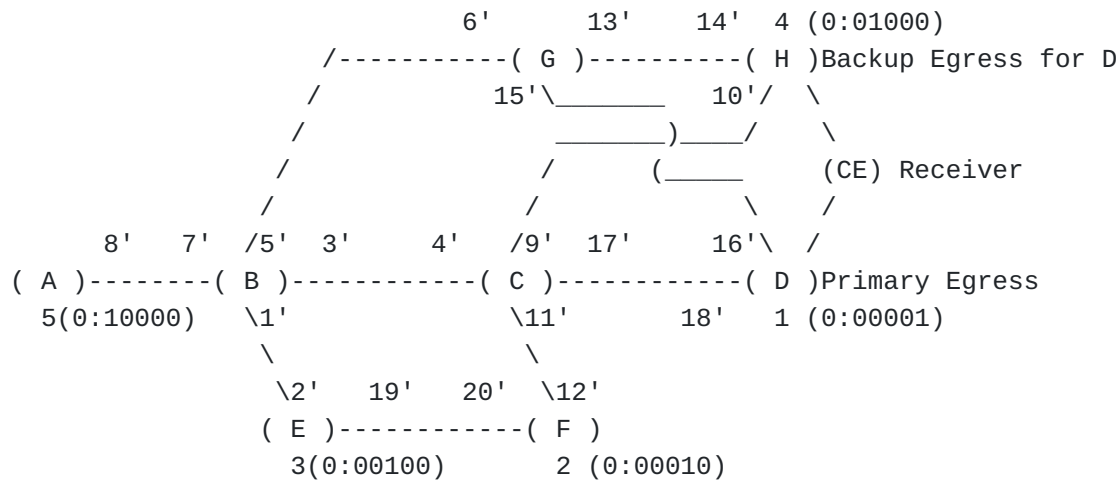 6' 13' 14' 4 (0:01000)
/-----------( G )----------( H )Backup Egress for D
/ 15'\_______ 10'/ \
/ _______)____/ \
/ / (_____ (CE) Receiver
/ / \ /
8' 7' /5' 3' 4' /9' 17' 16'\ /
( A )--------( B )------------( C )------------( D )Primary Egress
5(0:10000) \1' \11' 18' 1 (0:00001)
\ \
\2' 19' 20' \12'
( E )------------( F )
3(0:00100) 2 (0:00010)